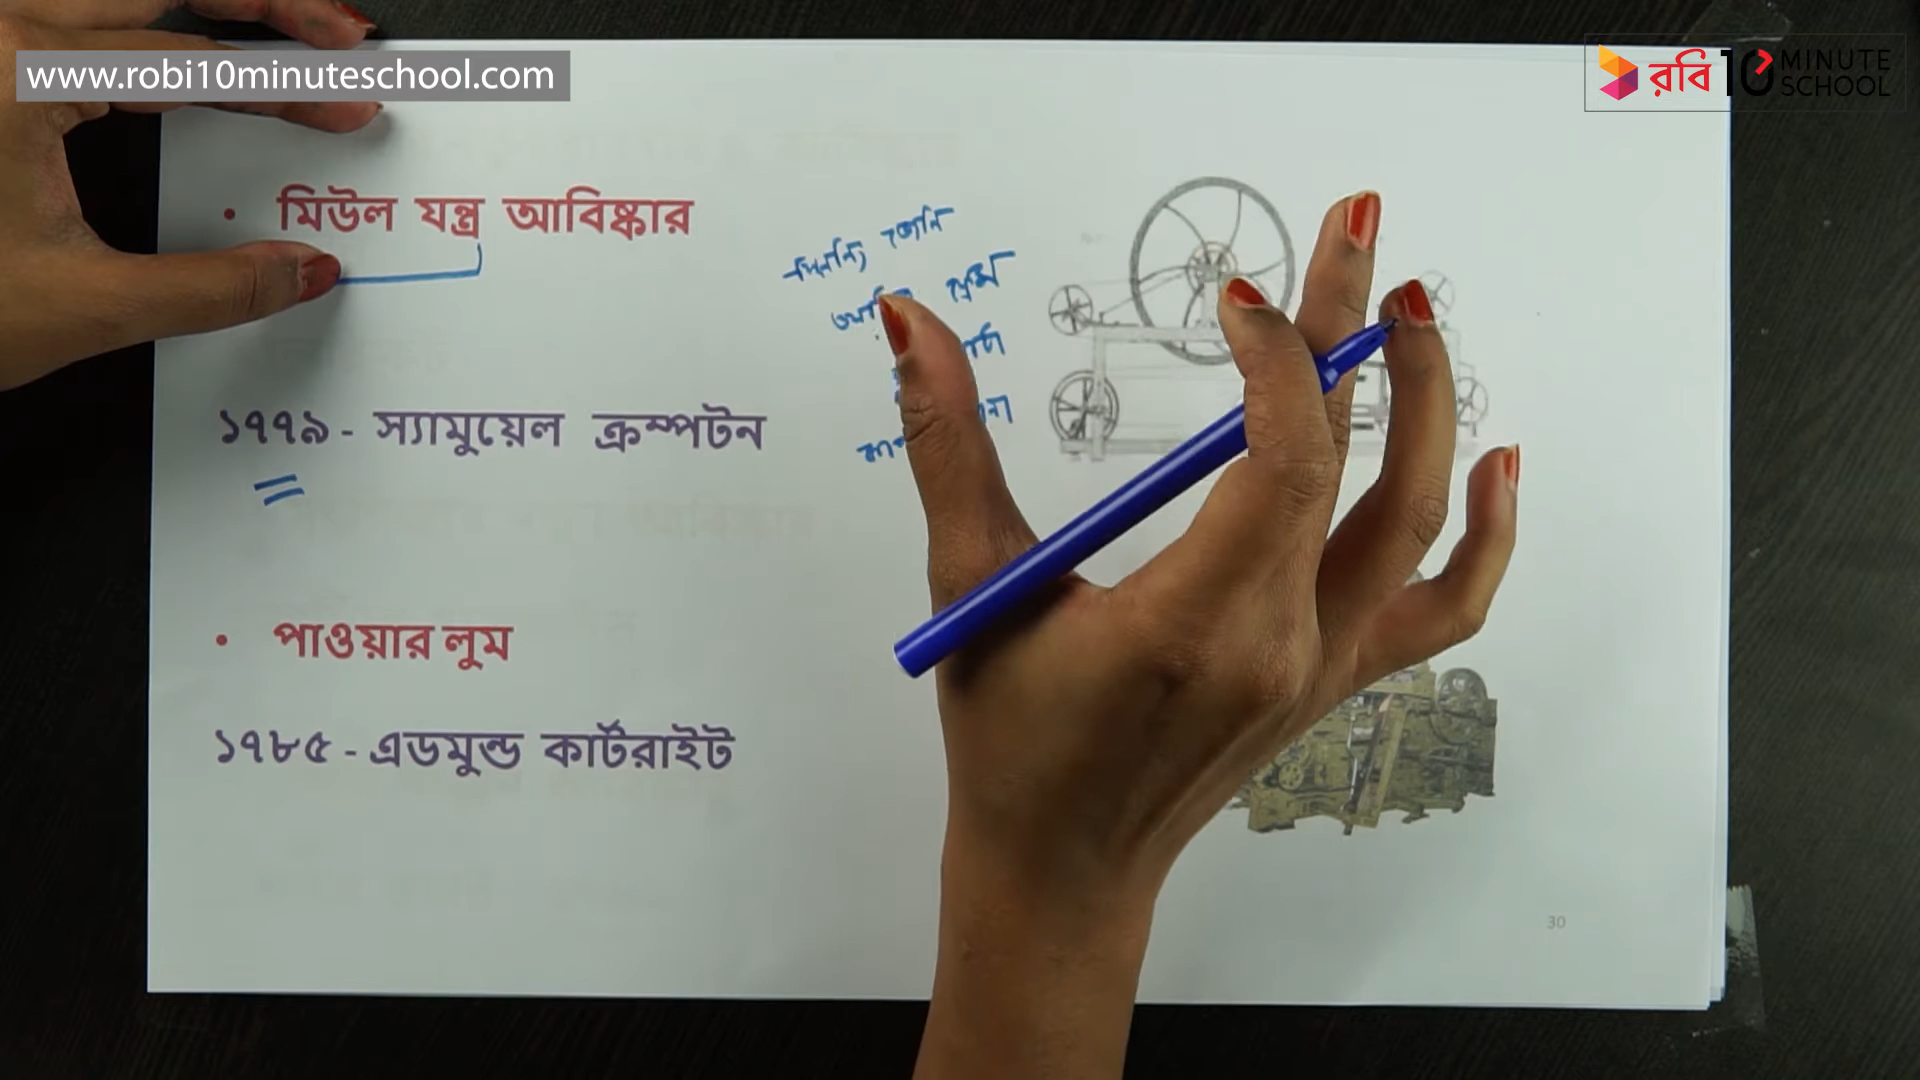 www.robi10minuteschool.com
রবি 10 MINUTE SCHOOL
• মিউল যন্ত্র আবিষ্কার
জেনি
১৭৭৯ - স্যামুয়েল ক্রম্পটন
• পাওয়ার লুম
১৭৮৫ - এডমুন্ড কার্টরাইট
30